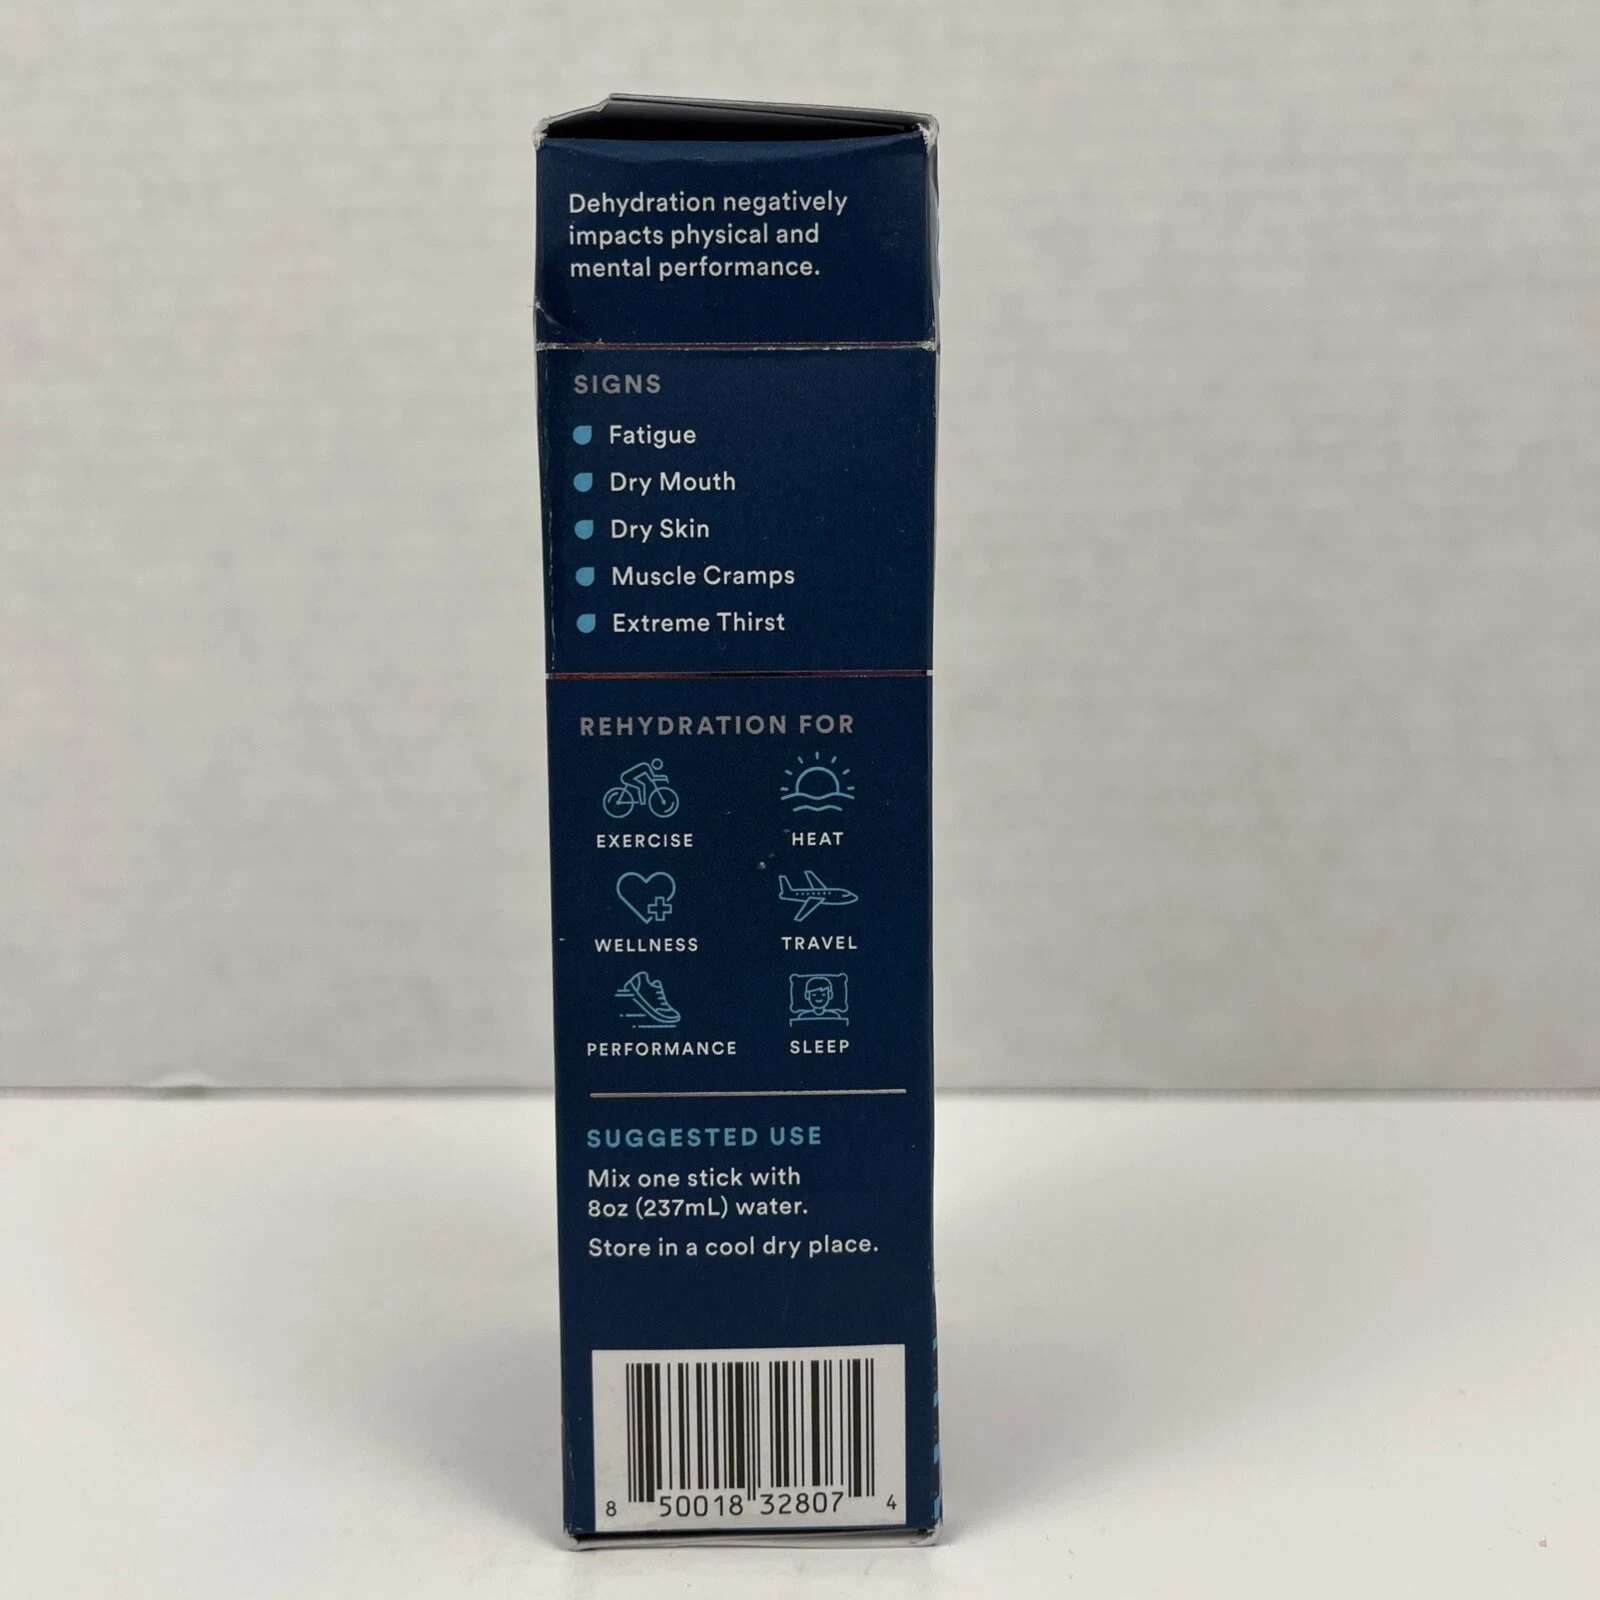 Dehydration negatively
impacts physical and
mental performance.
SIGNS
Fatigue
Dry Mouth
Dry Skin
Muscle Cramps
Extreme Thirst
REHYDRATION FOR
EXERCISE HEAT
WELLNESS TRAVEL
PERFORMANCE SLEEP
SUGGESTED USE
Mix one stick with
8oz (237mL) water.
Store in a cool dry place.
8 50018 32807 4